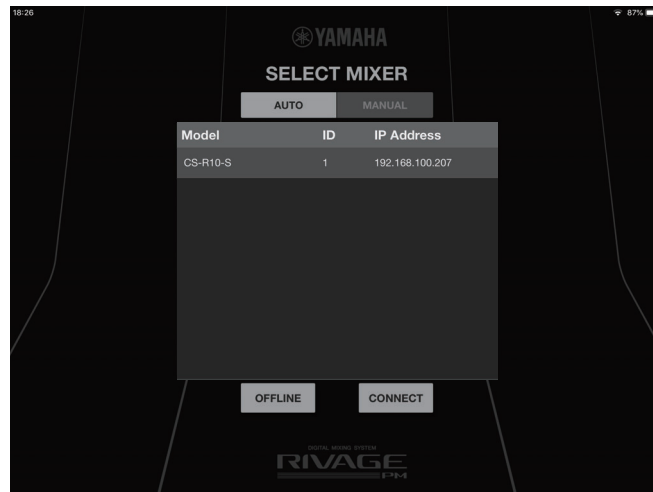 18:26
87%
YAMAHA
SELECT MIXER
AUTO MANUAL
Model ID IP Address
CS-R10-S 1 192.168.100.207
OFFLINE CONNECT
DIGITAL MIXING SYSTEM
RIVAGE
PM